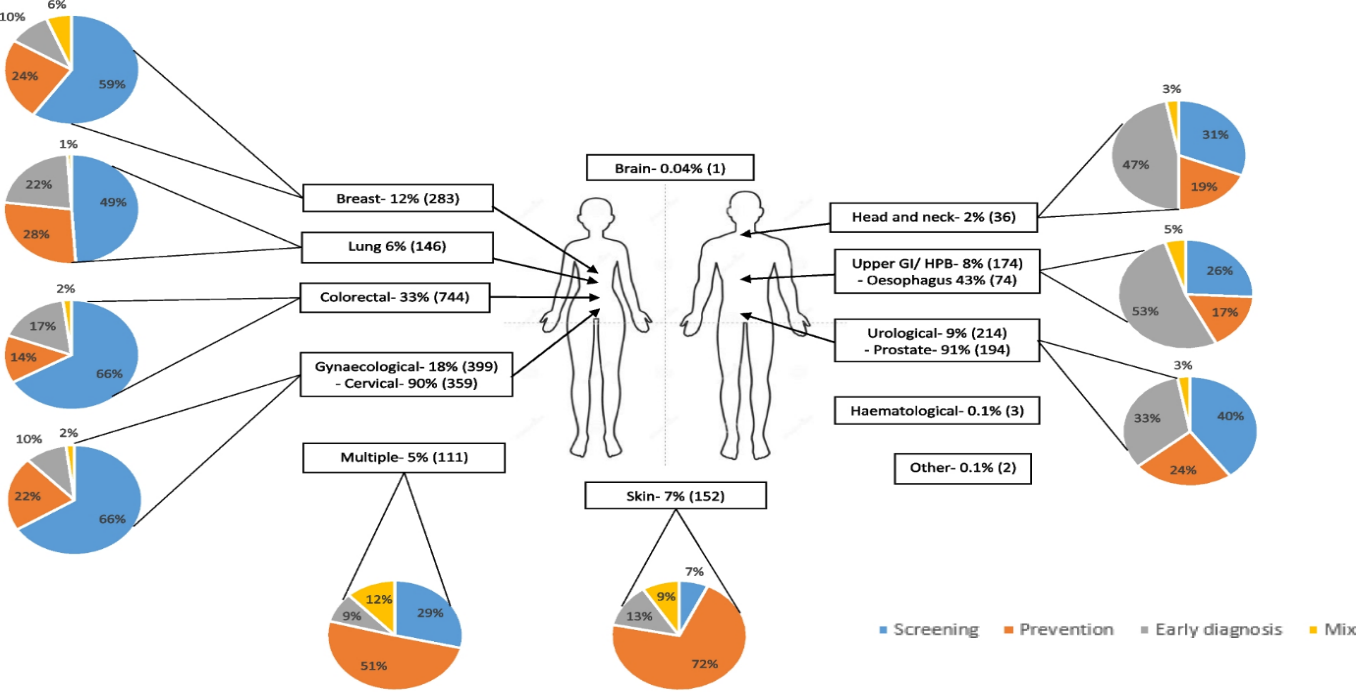 6%
10%
24%
59%
1%
22%
49%
28%
2%
17%
14%
66%
10%
2%
22%
66%
Brain- 0.04% (1)
Breast- 12% (283)
Lung 6% (146)
Colorectal- 33% (744)
Gynaecological- 18% (399)
- Cervical- 90% (359)
Multiple- 5% (111)
12%
29%
9%
51%
Skin- 7% (152)
7%
9%
13%
72%
Head and neck- 2% (36)
Upper GI/ HPB- 8% (174)
- Oesophagus 43% (74)
Urological- 9% (214)
- Prostate- 91% (194)
Haematological- 0.1% (3)
Other- 0.1% (2)
3%
31%
47%
19%
5%
26%
53%
17%
3%
33%
40%
24%
Screening Prevention Early diagnosis Mix